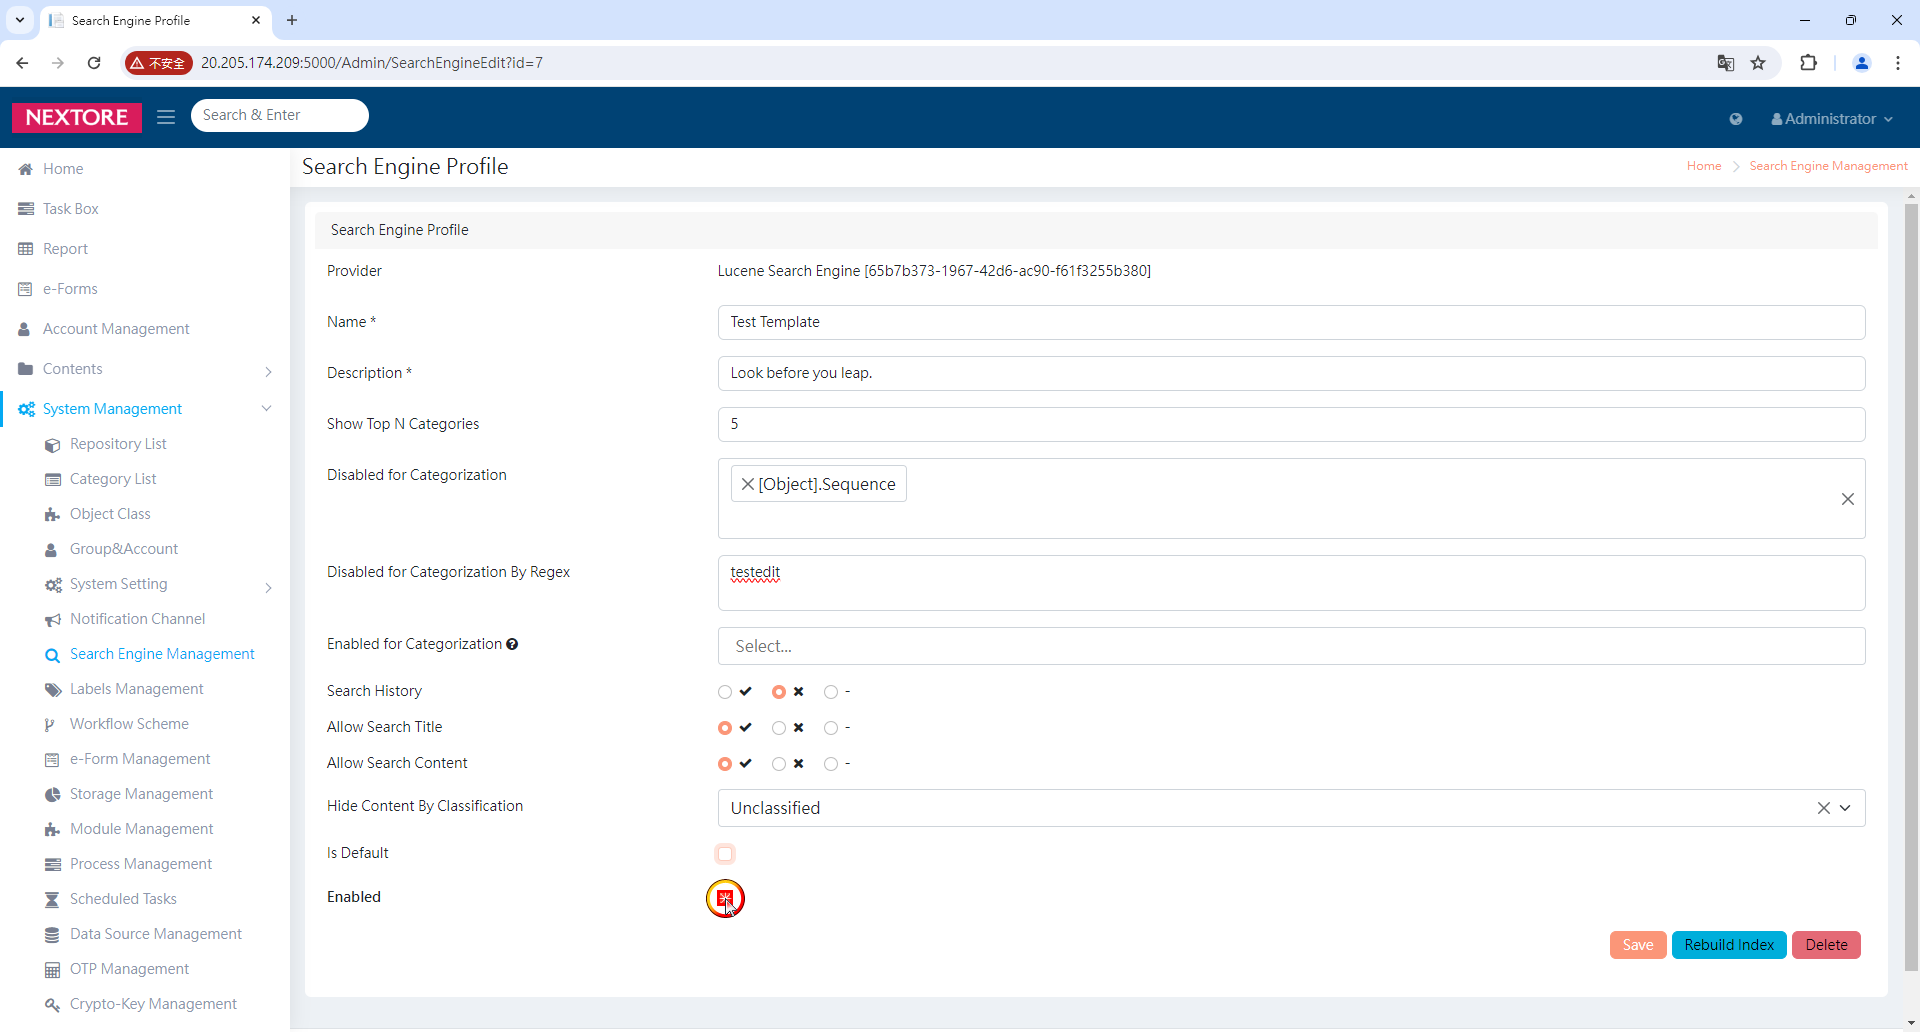 Search Engine Profile
不安全
20.205.174.209:5000/Admin/SearchEngineEdit?id=7
NEXTORE
Search & Enter
Administrator
Home
Task Box
Report
e-Forms
Account Management
Contents
System Management
Repository List
Category List
Object Class
Group&Account
System Setting
Notification Channel
Search Engine Management
Labels Management
Workflow Scheme
e-Form Management
Storage Management
Module Management
Process Management
Scheduled Tasks
Data Source Management
OTP Management
Crypto-Key Management
Search Engine Profile
Home
Search Engine Management
Search Engine Profile
Provider
Lucene Search Engine [65b7b373-1967-42d6-ac90-f61f3255b380]
Name *
Test Template
Description *
Look before you leap.
Show Top N Categories
5
Disabled for Categorization
[Object].Sequence
Disabled for Categorization By Regex
testedit
Enabled for Categorization
Select...
Search History
-
Allow Search Title
-
Allow Search Content
-
Hide Content By Classification
Unclassified
Is Default
Enabled
Save
Rebuild Index
Delete